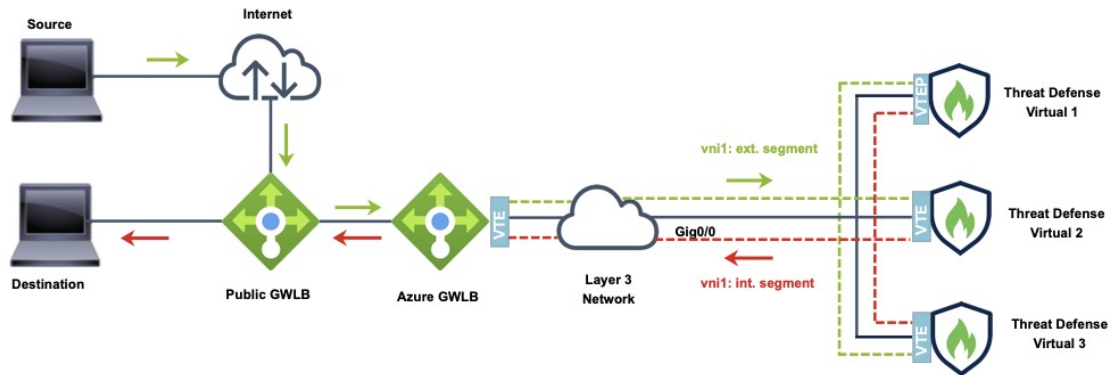 Source
Internet
VTEP
Threat Defense
Virtual 1
vni1: ext. segment
VTE
VTE
Threat Defense
Virtual 2
Gig0/0
Destination
Public GWLB
Azure GWLB
Layer 3
Network
vni1: int. segment
VTE
Threat Defense
Virtual 3